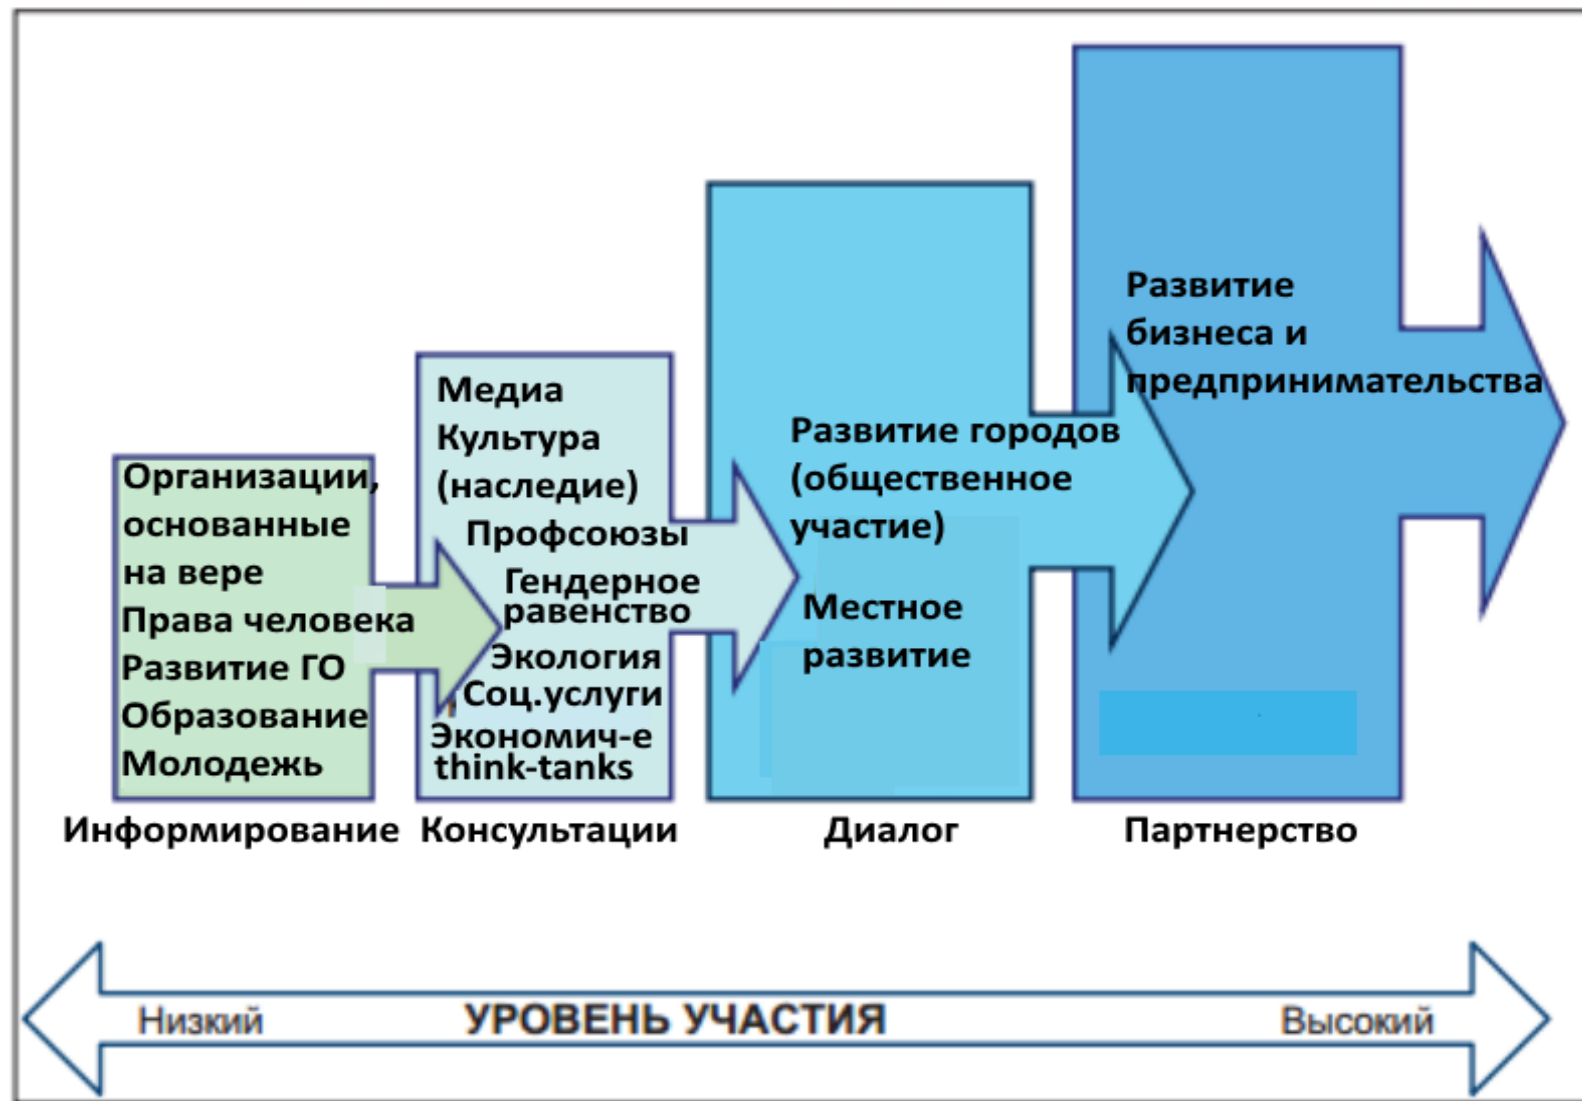 Организации,
основанные
на вере
Права человека
Развитие ГО
Образование
Молодежь
Информирование
Медиа
Культура
(наследие)
Профсоюзы
Гендерное
равенство
Экология
Соц.услуги
Экономич-е
think-tanks
Консультации
Развитие городов
(общественное
участие)
Местное
развитие
Диалог
Развитие
бизнеса и
предпринимательства
Партнерство
Низкий
УРОВЕНЬ УЧАСТИЯ
Высокий